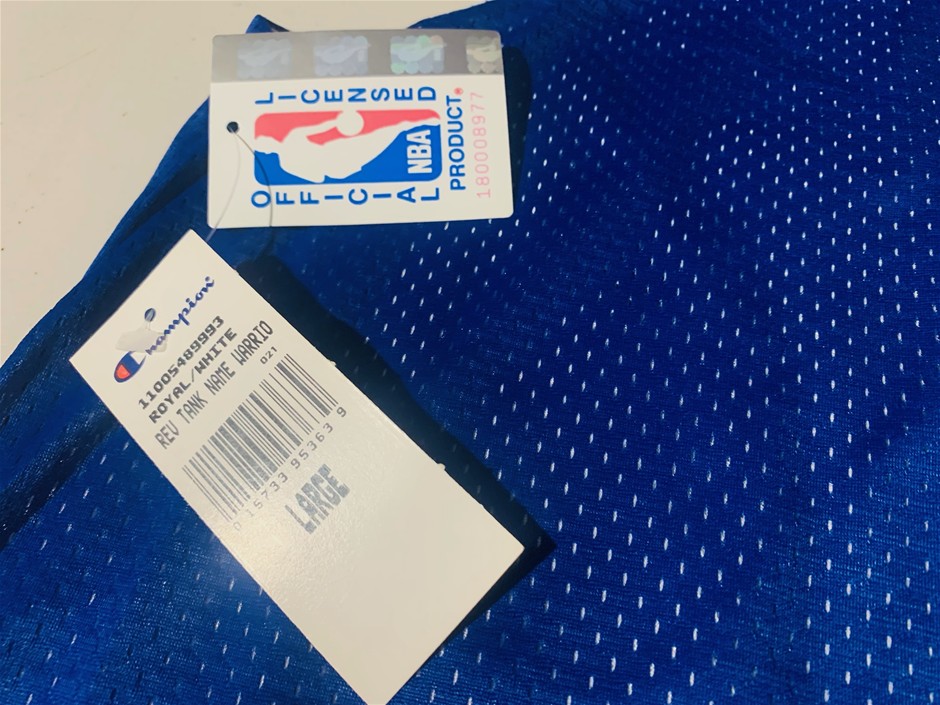 OFFICIAL LICENSED
NBA
PRODUCT®
180008977
Champion
11005489993
ROYAL/WHITE
REV TANK NAME WARRIO
021
0 15733 95363 9
LARGE